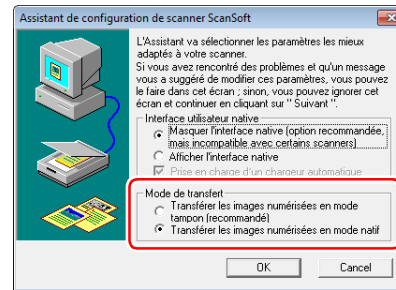 Assistant de configuration de scanner ScanSoft
L'Assistant va sélectionner les paramètres les mieux
adaptés à votre scanner.
Si vous avez rencontré des problèmes et qu'un message
vous a suggéré de modifier ces paramètres, vous pouvez
le faire dans cet écran ; sinon, vous pouvez ignorer cet
écran et continuer en cliquant sur " Suivant ".
Interface utilisateur native
Masquer l'interface native (option recommandée,
mais incompatible avec certains scanners)
Afficher l'interface native
Prise en charge d'un chargeur automatique
Mode de transfert
Transférer les images numérisées en mode
tampon (recommandé)
Transférer les images numérisées en mode natif
OK
Cancel